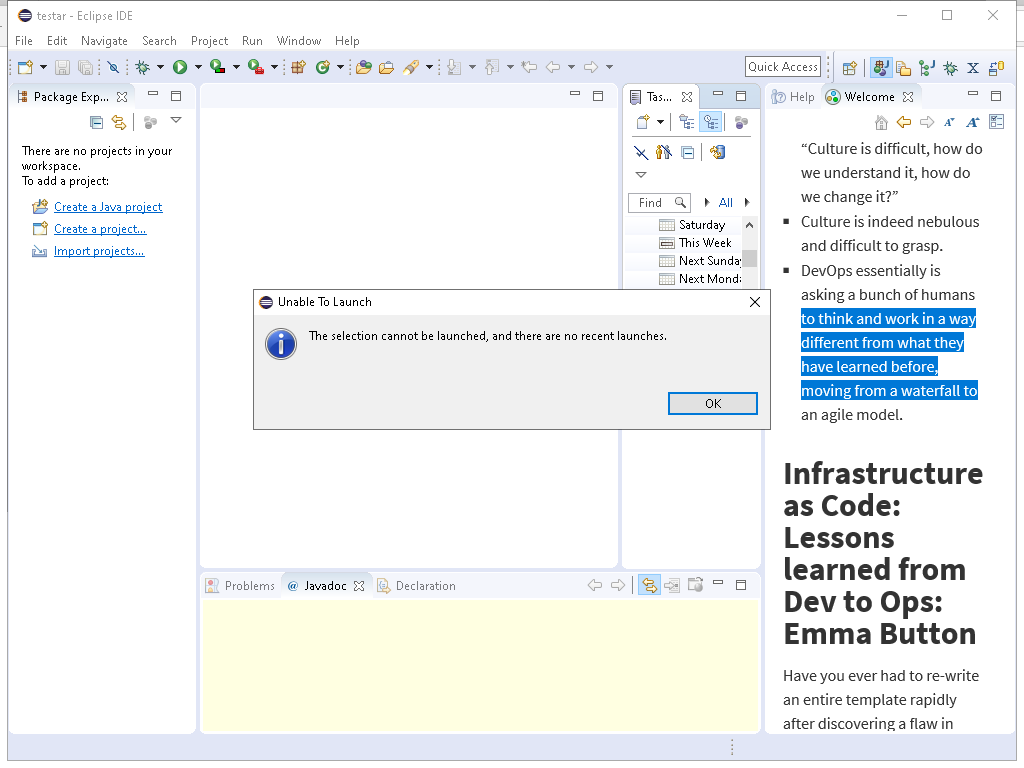 testar - Eclipse IDE
File Edit Navigate Search Project Run Window Help
Quick Access
Package Exp...
There are no projects in your
workspace.
To add a project:
Create a Java project
Create a project...
Import projects...
Tas...
Find
All
Saturday
This Week
Next Sunday
Next Mond
Help
Welcome
“Culture is difficult, how do
we understand it, how do
we change it?”
Culture is indeed nebulous
and difficult to grasp.
DevOps essentially is
asking a bunch of humans
to think and work in a way
different from what they
have learned before,
moving from a waterfall to
an agile model.
Infrastructure
as Code:
Lessons
learned from
Dev to Ops:
Emma Button
Have you ever had to re-write
an entire template rapidly
after discovering a flaw in
Unable To Launch
The selection cannot be launched, and there are no recent launches.
OK
Problems
@ Javadoc
Declaration